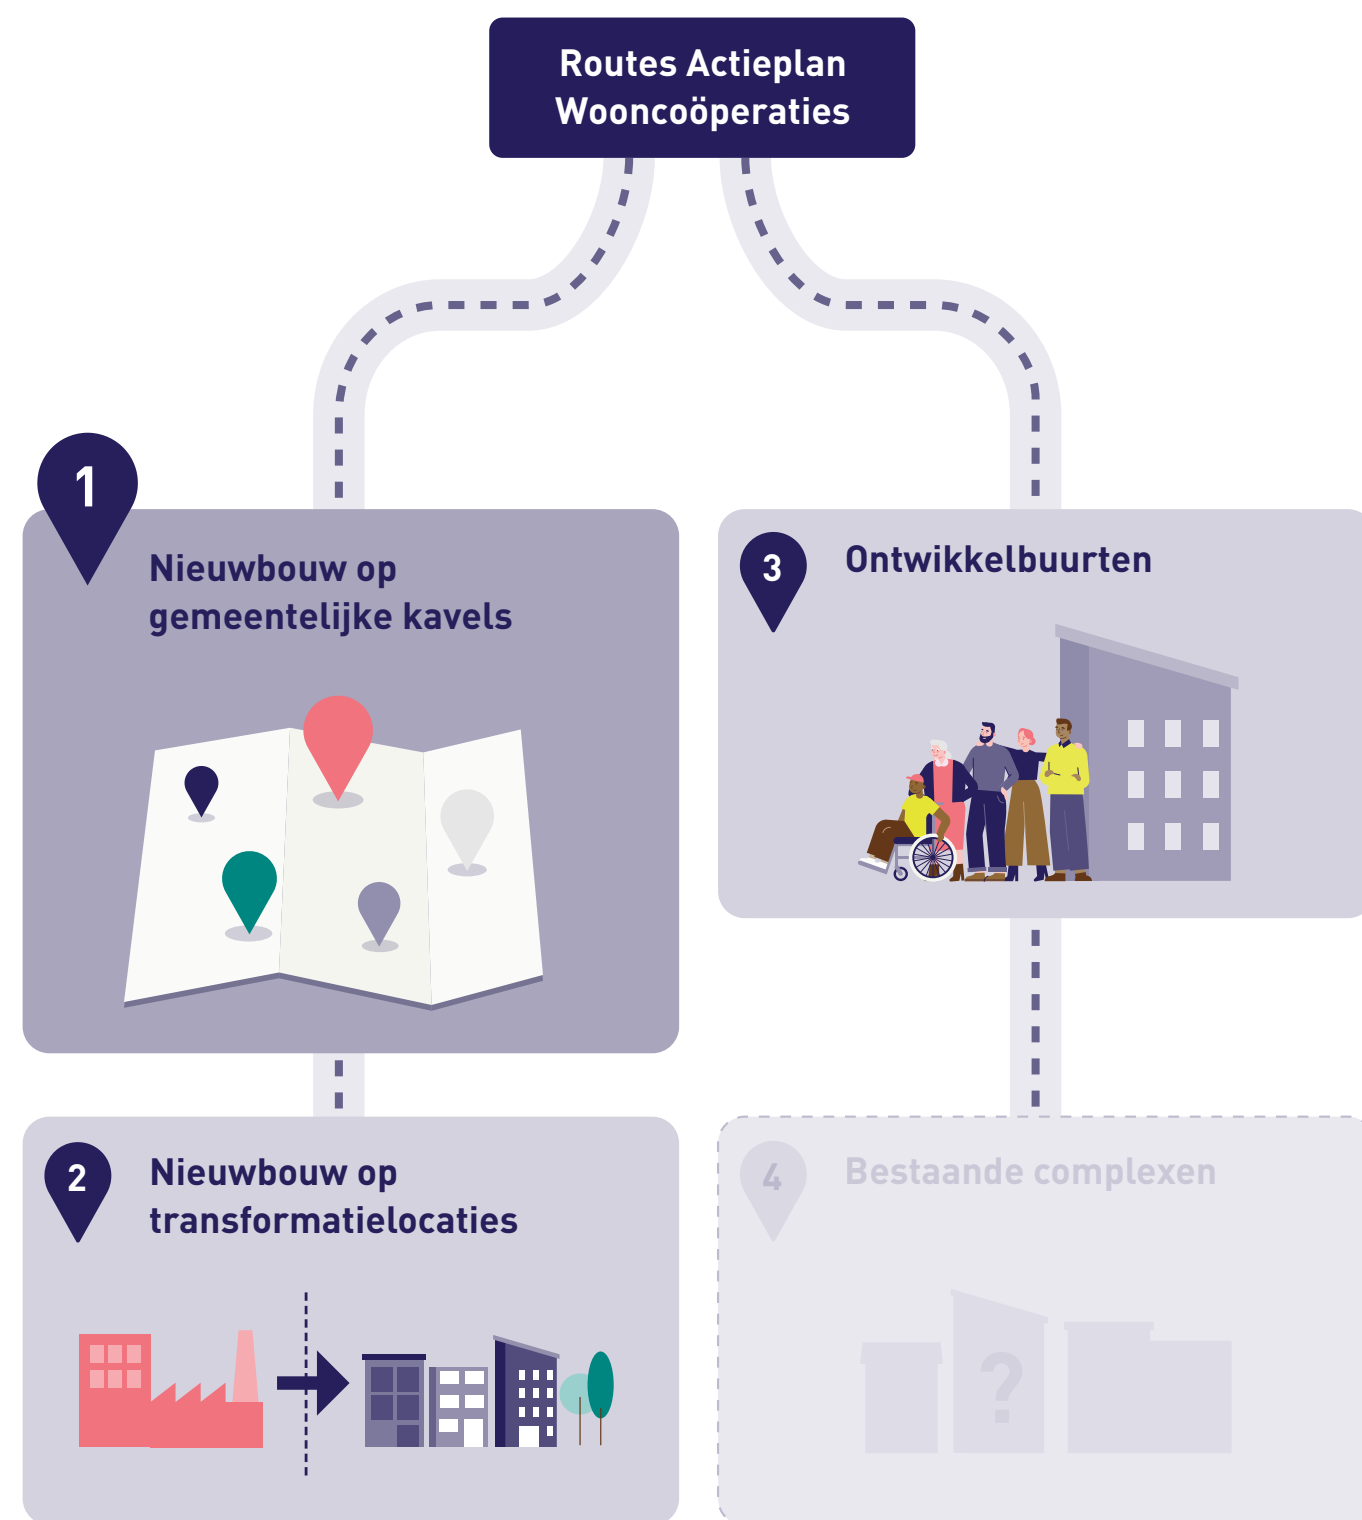 Routes Actieplan
Wooncoöperaties
1
Nieuwbouw op
gemeentelijke kavels
2
Nieuwbouw op
transformatielocaties
3
Ontwikkelbuurten
4
Bestaande complexen
?